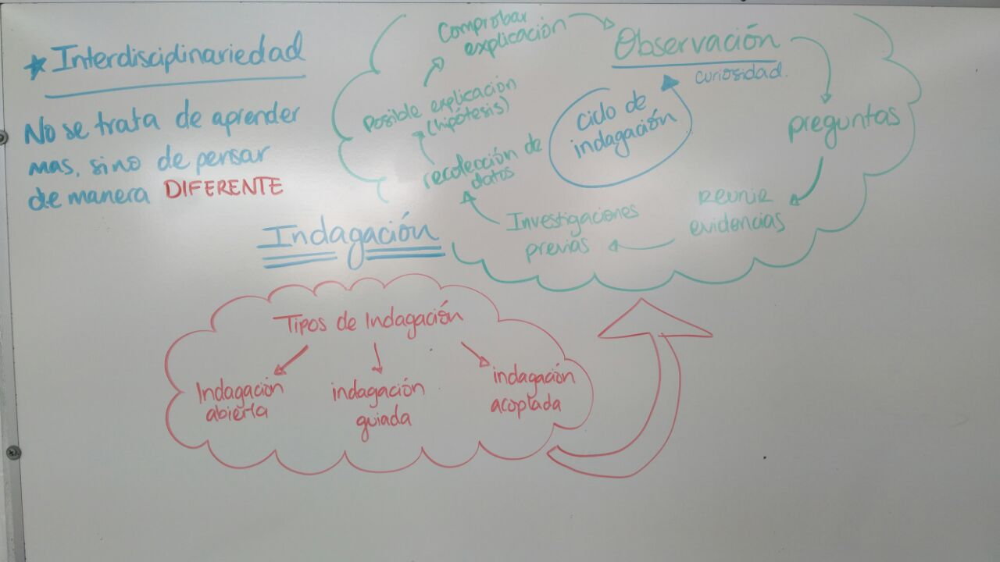 Interdisciplinariedad
No se trata de aprender
mas, sino de pensar
de manera DIFERENTE
Indagación
ciclo de
indagación
Observación
curiosidad.
preguntas
REUNIR
evidencias
Investigaciones
previas
recolección de
datos
Posible explicación
(hipótesis)
Comprobar
explicación
Tipos de Indagación
Indagación
abierta
indagación
guiada
indagación
acoplada